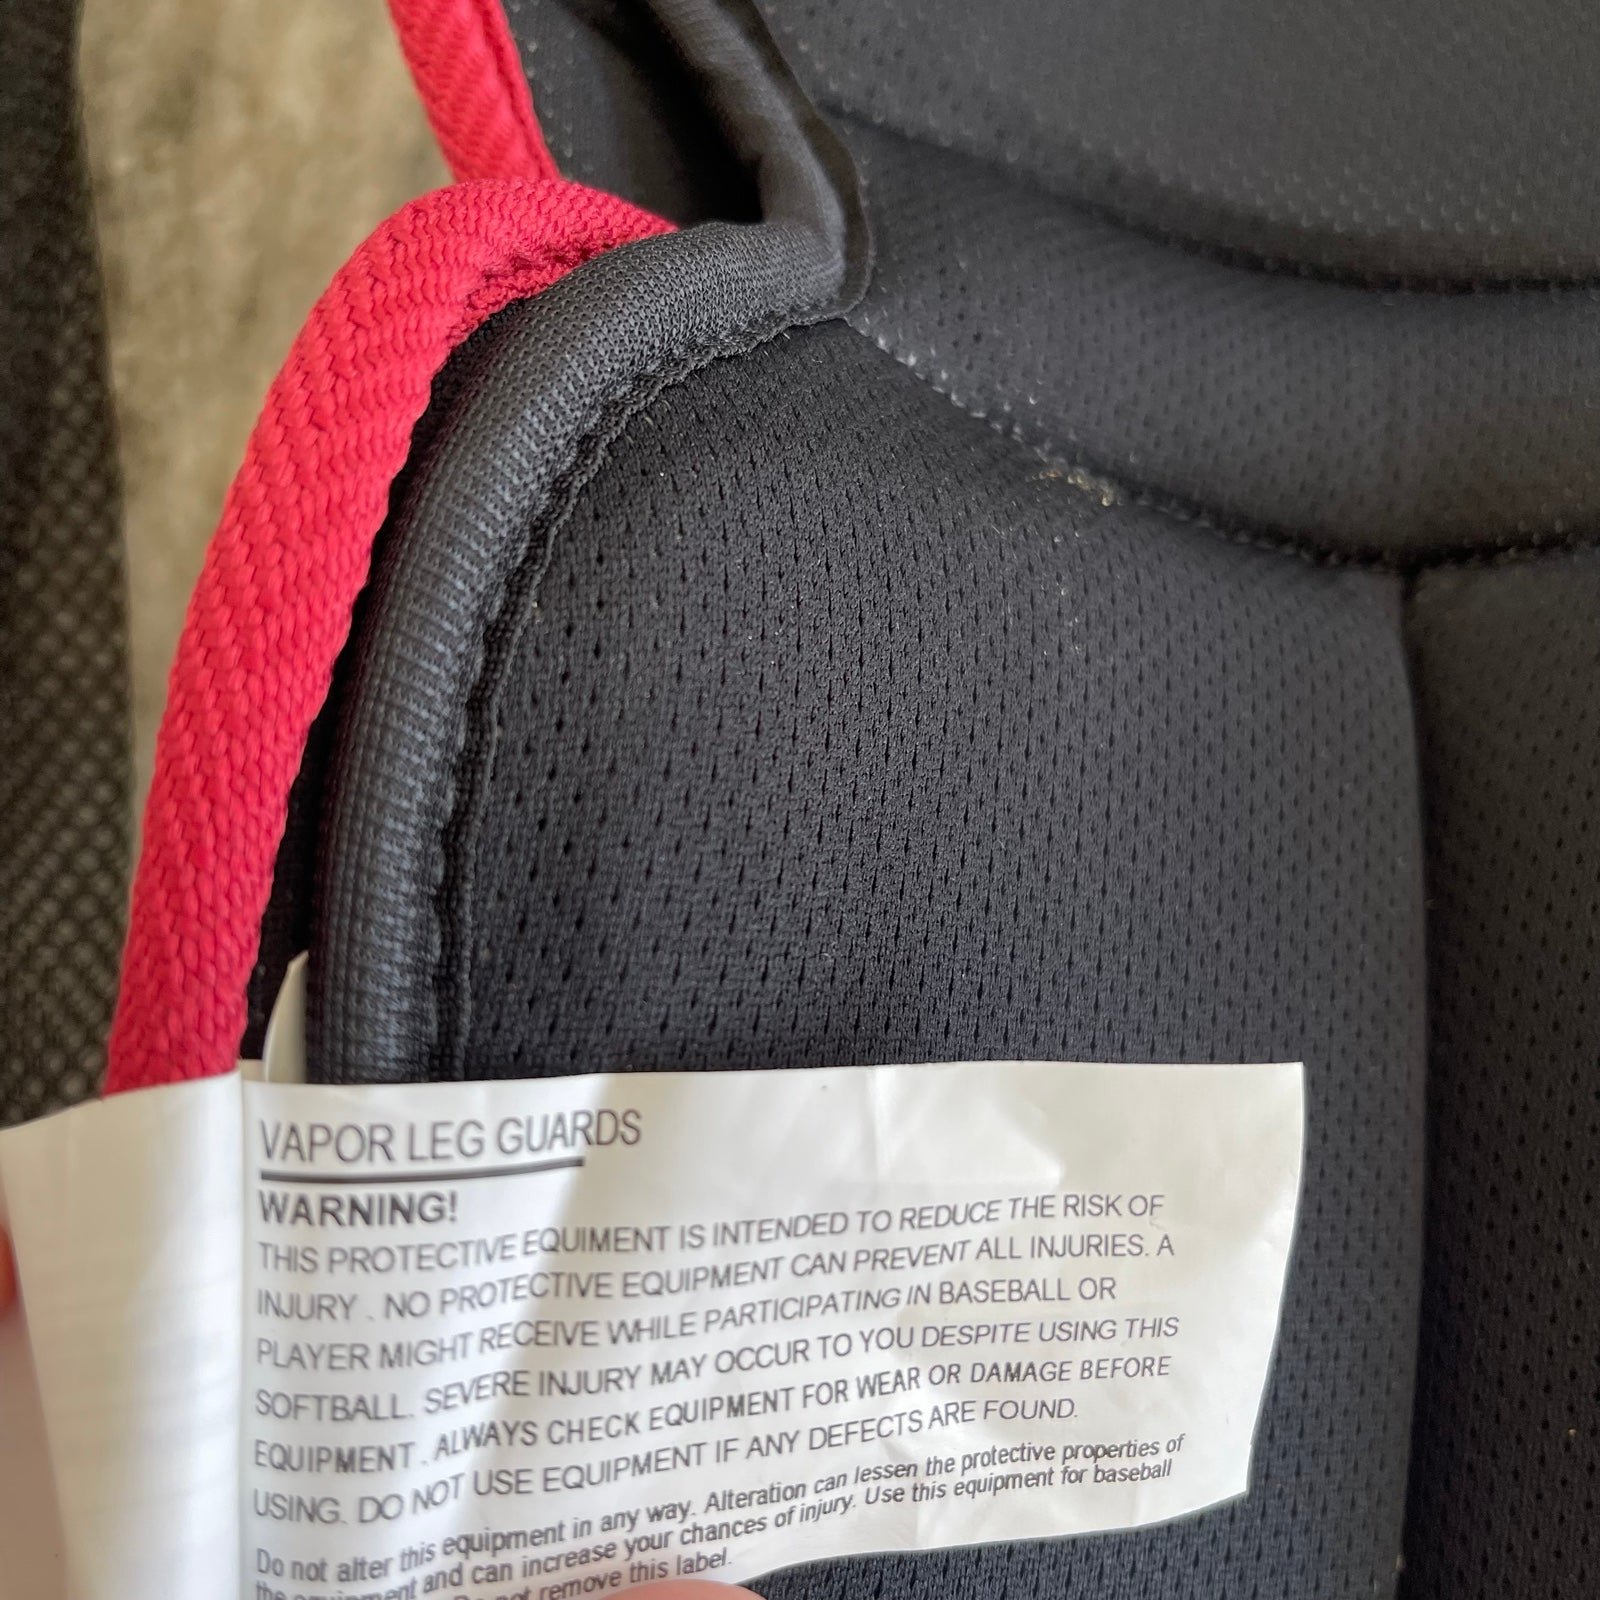 VAPOR LEG GUARDS
WARNING!
THIS PROTECTIVE EQUIMENT IS INTENDED TO REDUCE THE RISK OF
INJURY . NO PROTECTIVE EQUIPMENT CAN PREVENT ALL INJURIES. A
PLAYER MIGHT RECEIVE WHILE PARTICIPATING IN BASEBALL OR
SOFTBALL. SEVERE INJURY MAY OCCUR TO YOU DESPITE USING THIS
EQUIPMENT . ALWAYS CHECK EQUIPMENT FOR WEAR OR DAMAGE BEFORE
USING. DO NOT USE EQUIPMENT IF ANY DEFECTS ARE FOUND.
Do not alter this equipment in any way. Alteration can lessen the protective properties of
the equipment and can increase your chances of injury. Use this equipment for baseball
not remove this label.